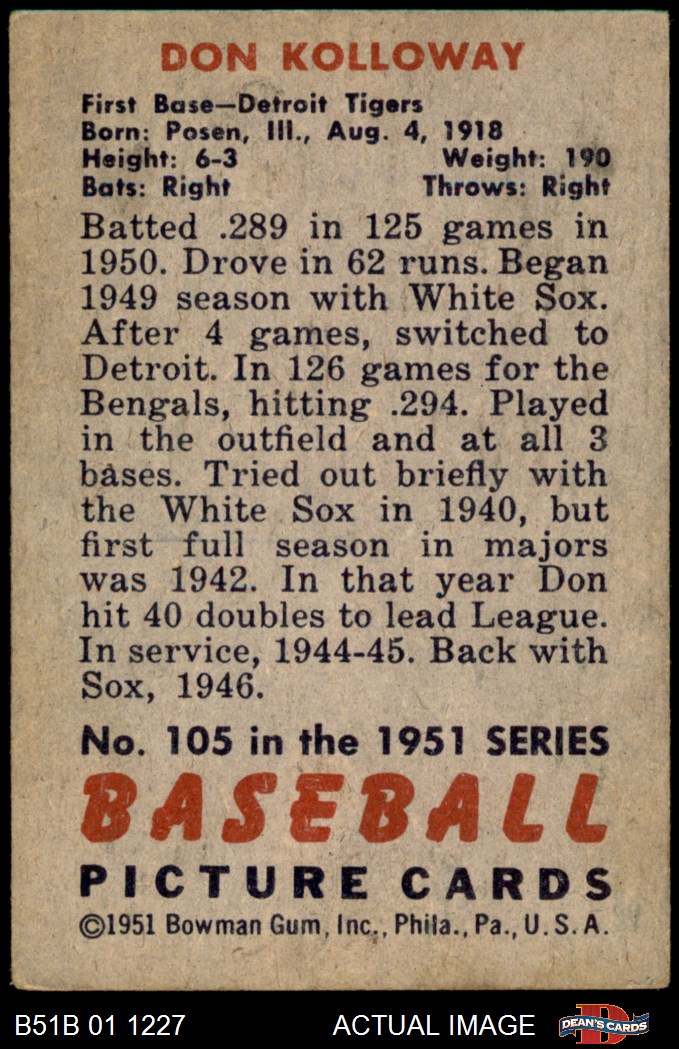 DON KOLLOWAY
First Base—Detroit Tigers
Born: Posen, Ill., Aug. 4, 1918
Height: 6-3 Weight: 190
Bats: Right Throws: Right
Batted .289 in 125 games in
1950. Drove in 62 runs. Began
1949 season with White Sox.
After 4 games, switched to
Detroit. In 126 games for the
Bengals, hitting .294. Played
in the outfield and at all 3
bases. Tried out briefly with
the White Sox in 1940, but
first full season in majors
was 1942. In that year Don
hit 40 doubles to lead League.
In service, 1944-45. Back with
Sox, 1946.
No. 105 in the 1951 SERIES
BASEBALL
PICTURE CARDS
©1951 Bowman Gum, Inc., Phila., Pa., U.S.A.
B51B 01 1227 ACTUAL IMAGE D DEAN'S CARDS